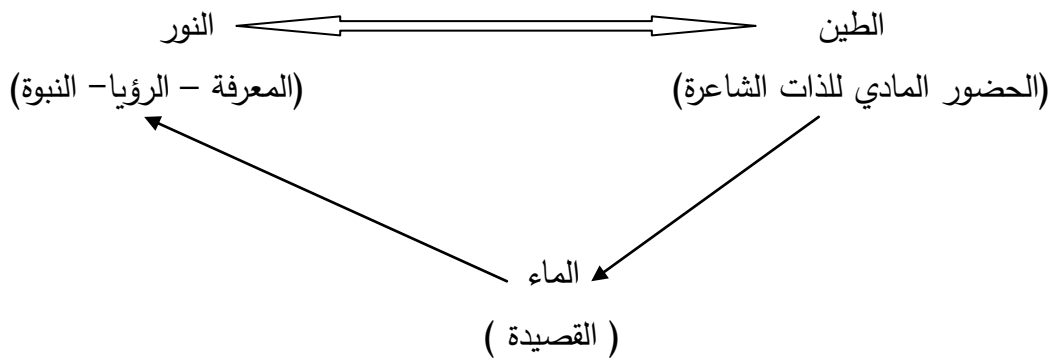 الطين
النور
(الحضور المادي للذات الشاعرة)
(المعرفة – الرؤيا– النبوة)
الماء
( القصيدة )